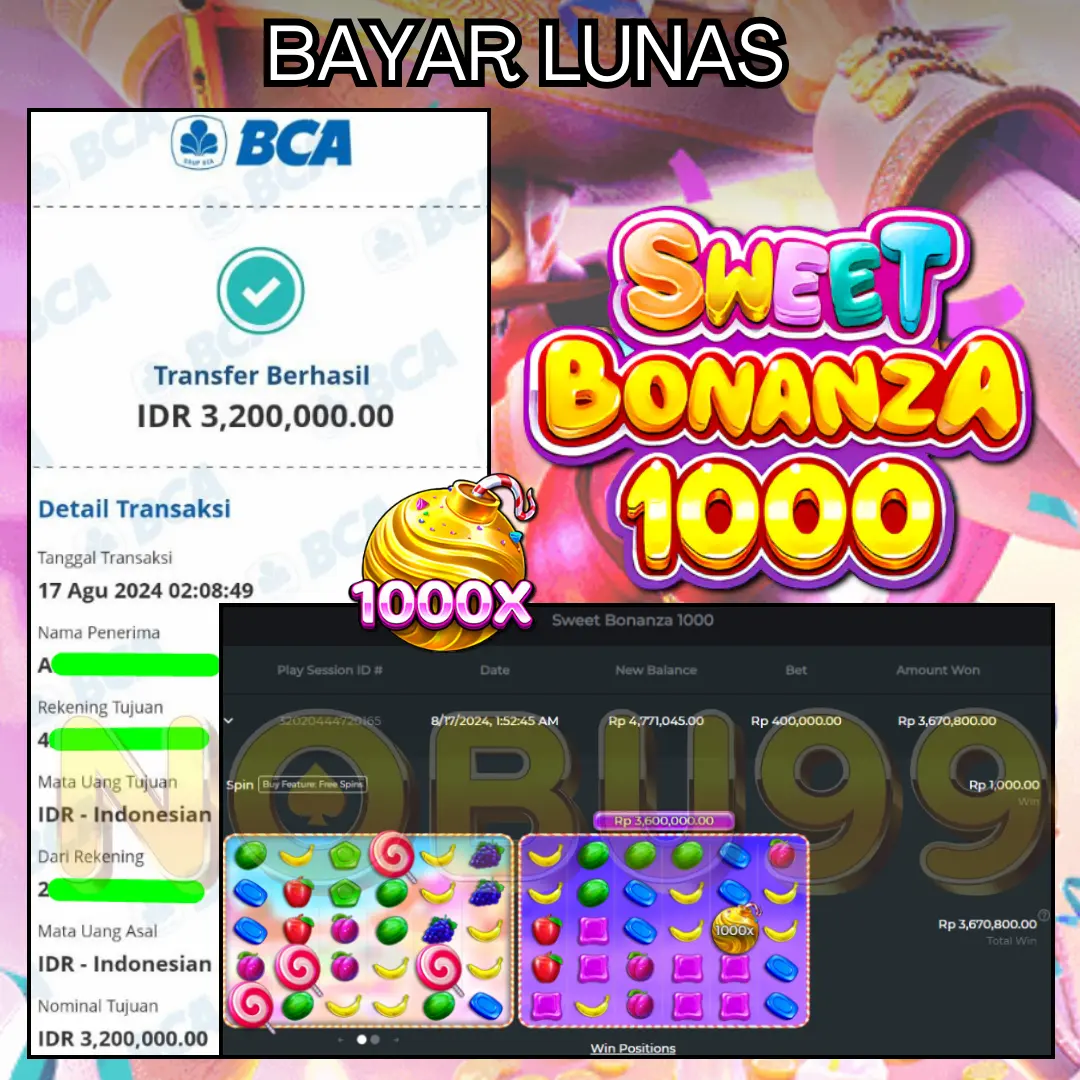 BAYAR LUNAS
BCA
Transfer Berhasil
IDR 3,200,000.00
Detail Transaksi
Tanggal Transaksi
17 Agu 2024 02:08:49
Nama Penerima
A
Rekening Tujuan
4
Mata Uang Tujuan
IDR - Indonesian
Dari Rekening
2
Mata Uang Asal
IDR - Indonesian
Nominal Tujuan
IDR 3,200,000.00
SWEET
BONANZA
1000
1000X
Sweet Bonanza 1000
Play Session ID # Date New Balance Bet Amount Won
8/17/2024, 1:52:45 AM Rp 4,771,045.00 Rp 400,000.00 Rp 3,670,800.00
NOBU99
Spin Buy Feature: Free Spins Rp 1,000.00
Win
Rp 3,600,000.00
1000x
Rp 3,670,800.00
Total Win
Win Positions